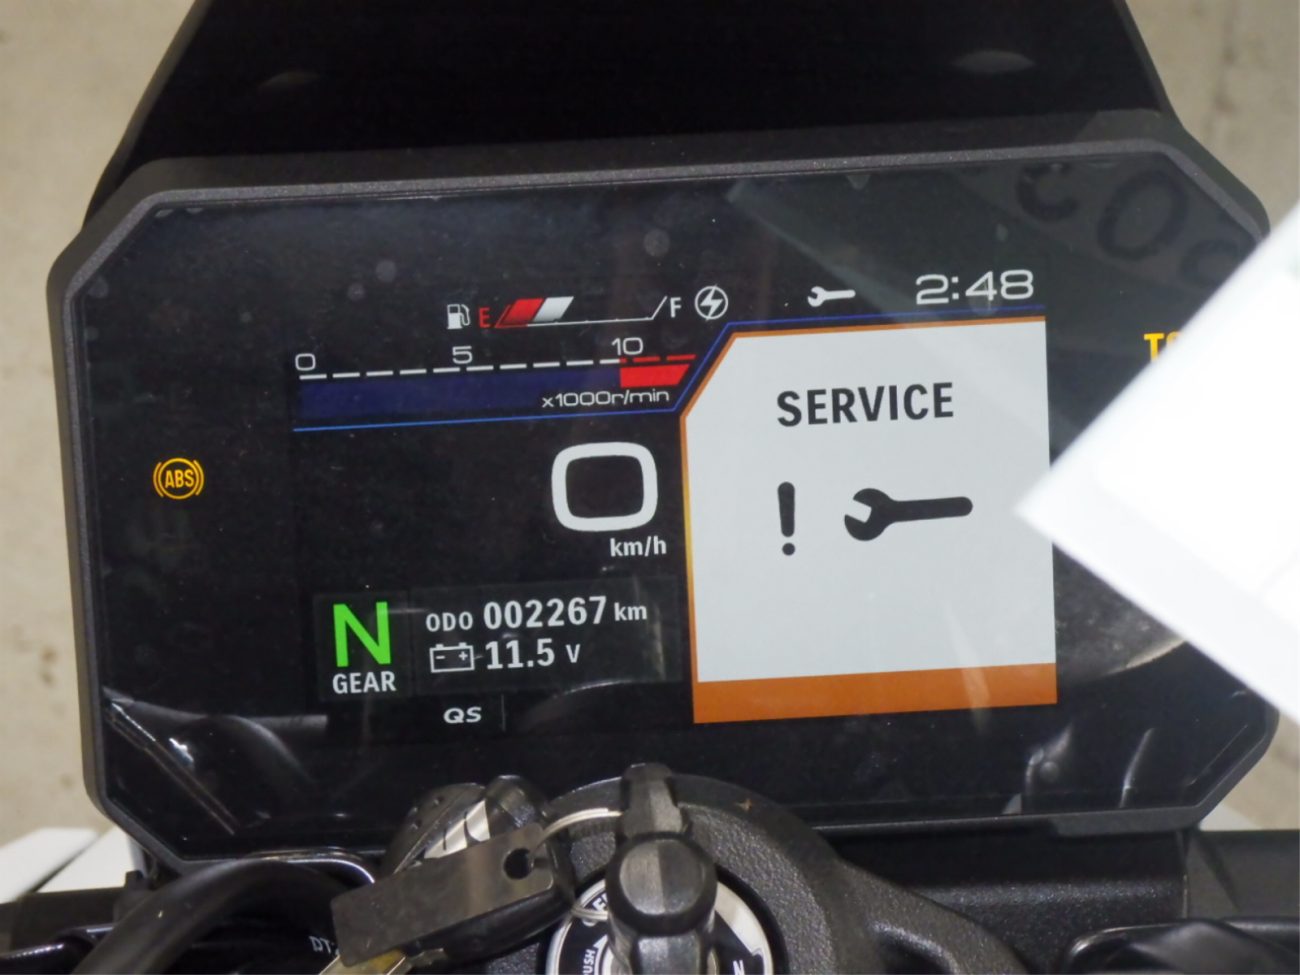 2:48
E F
0 5 10
x1000r/min
SERVICE
ABS
0
km/h
N
GEAR
ODO 002267 km
- + 11.5 V
QS